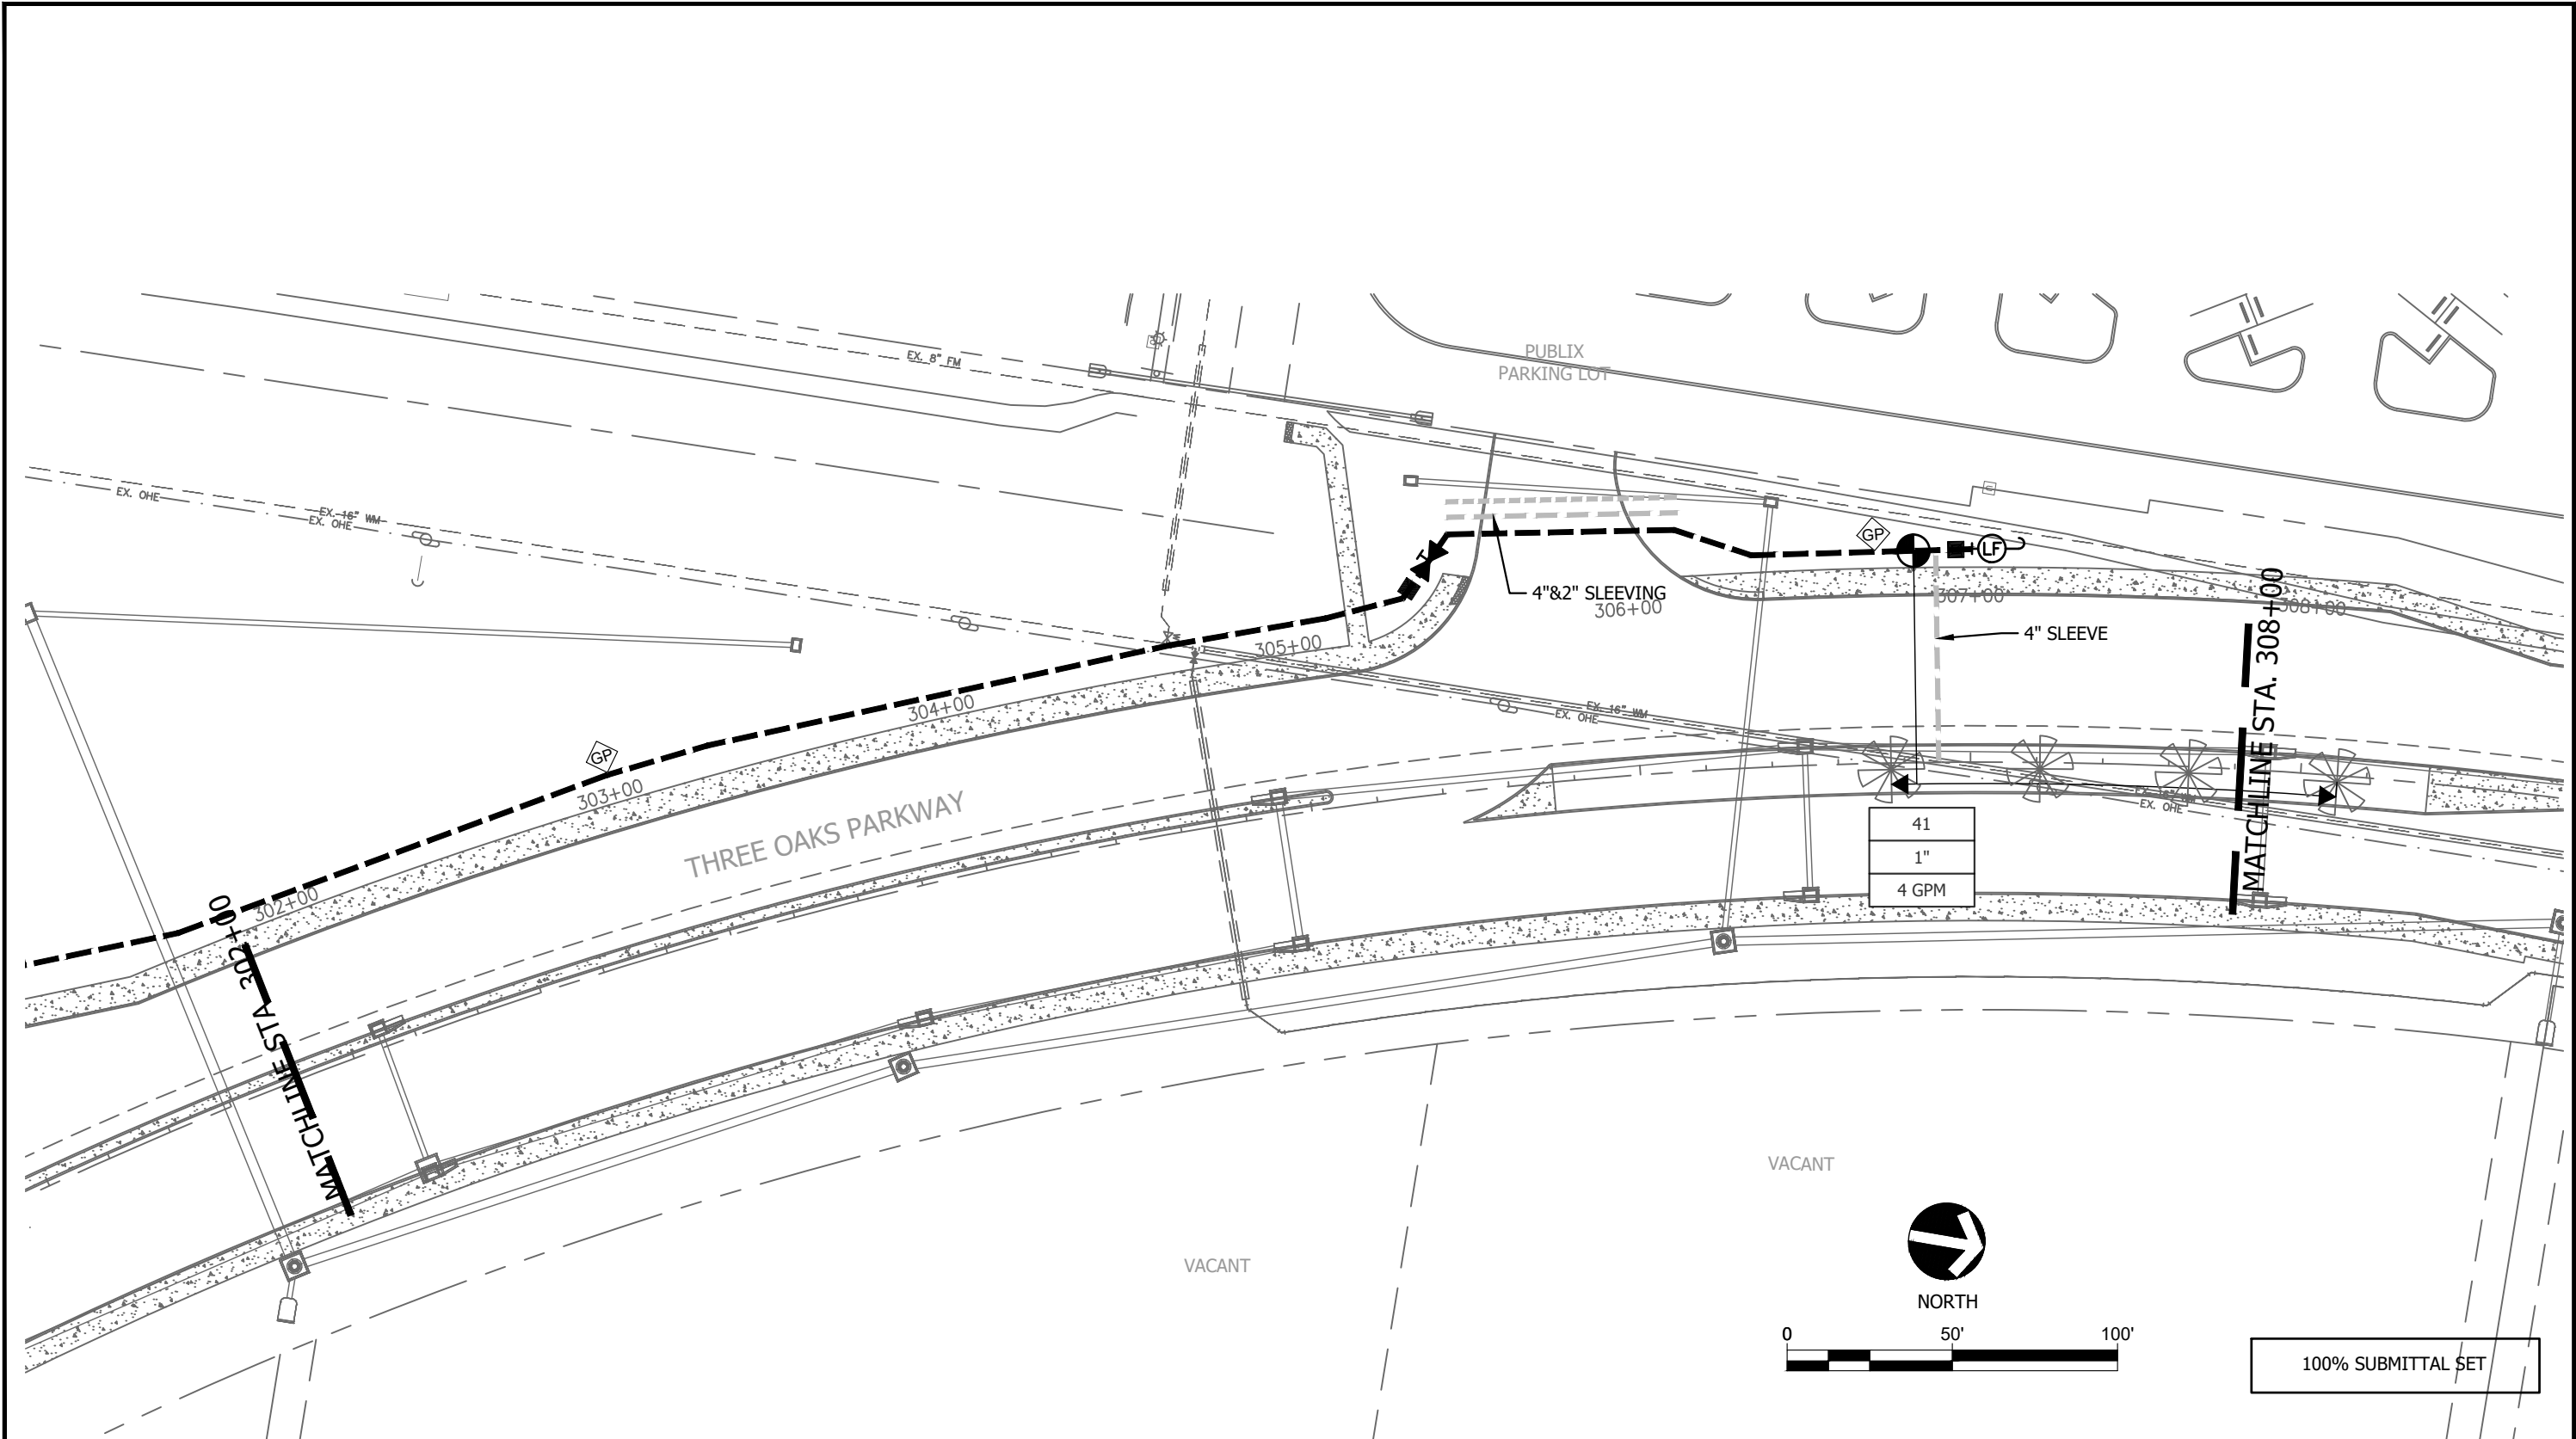 PUBLIX
PARKING LOT
EX. 8" FM
EX. OHE
EX. 16" WM
EX. OHE
GP
LF
4"&2" SLEEVING
306+00
307+00
308+00
4" SLEEVE
305+00
304+00
EX. 16" WM
EX. OHE
GP
303+00
THREE OAKS PARKWAY
302+00
MATCHLINE STA. 302+00
MATCHLINE STA. 308+00
EX. OHE
41
1"
4 GPM
VACANT
VACANT
NORTH
0 50' 100'
100% SUBMITTAL SET